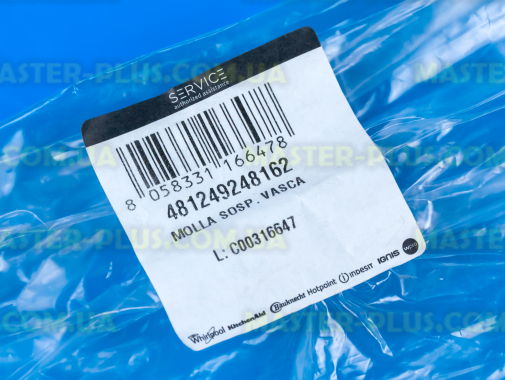 SERVICE
authorized assistance
8 058331 166478
481249248162
MOLLA SOSP. VASCA
L: C00316647
Whirlpool KitchenAid Bauknecht Hotpoint indesit IGNIS
MASTER-PLUS.COM.UA